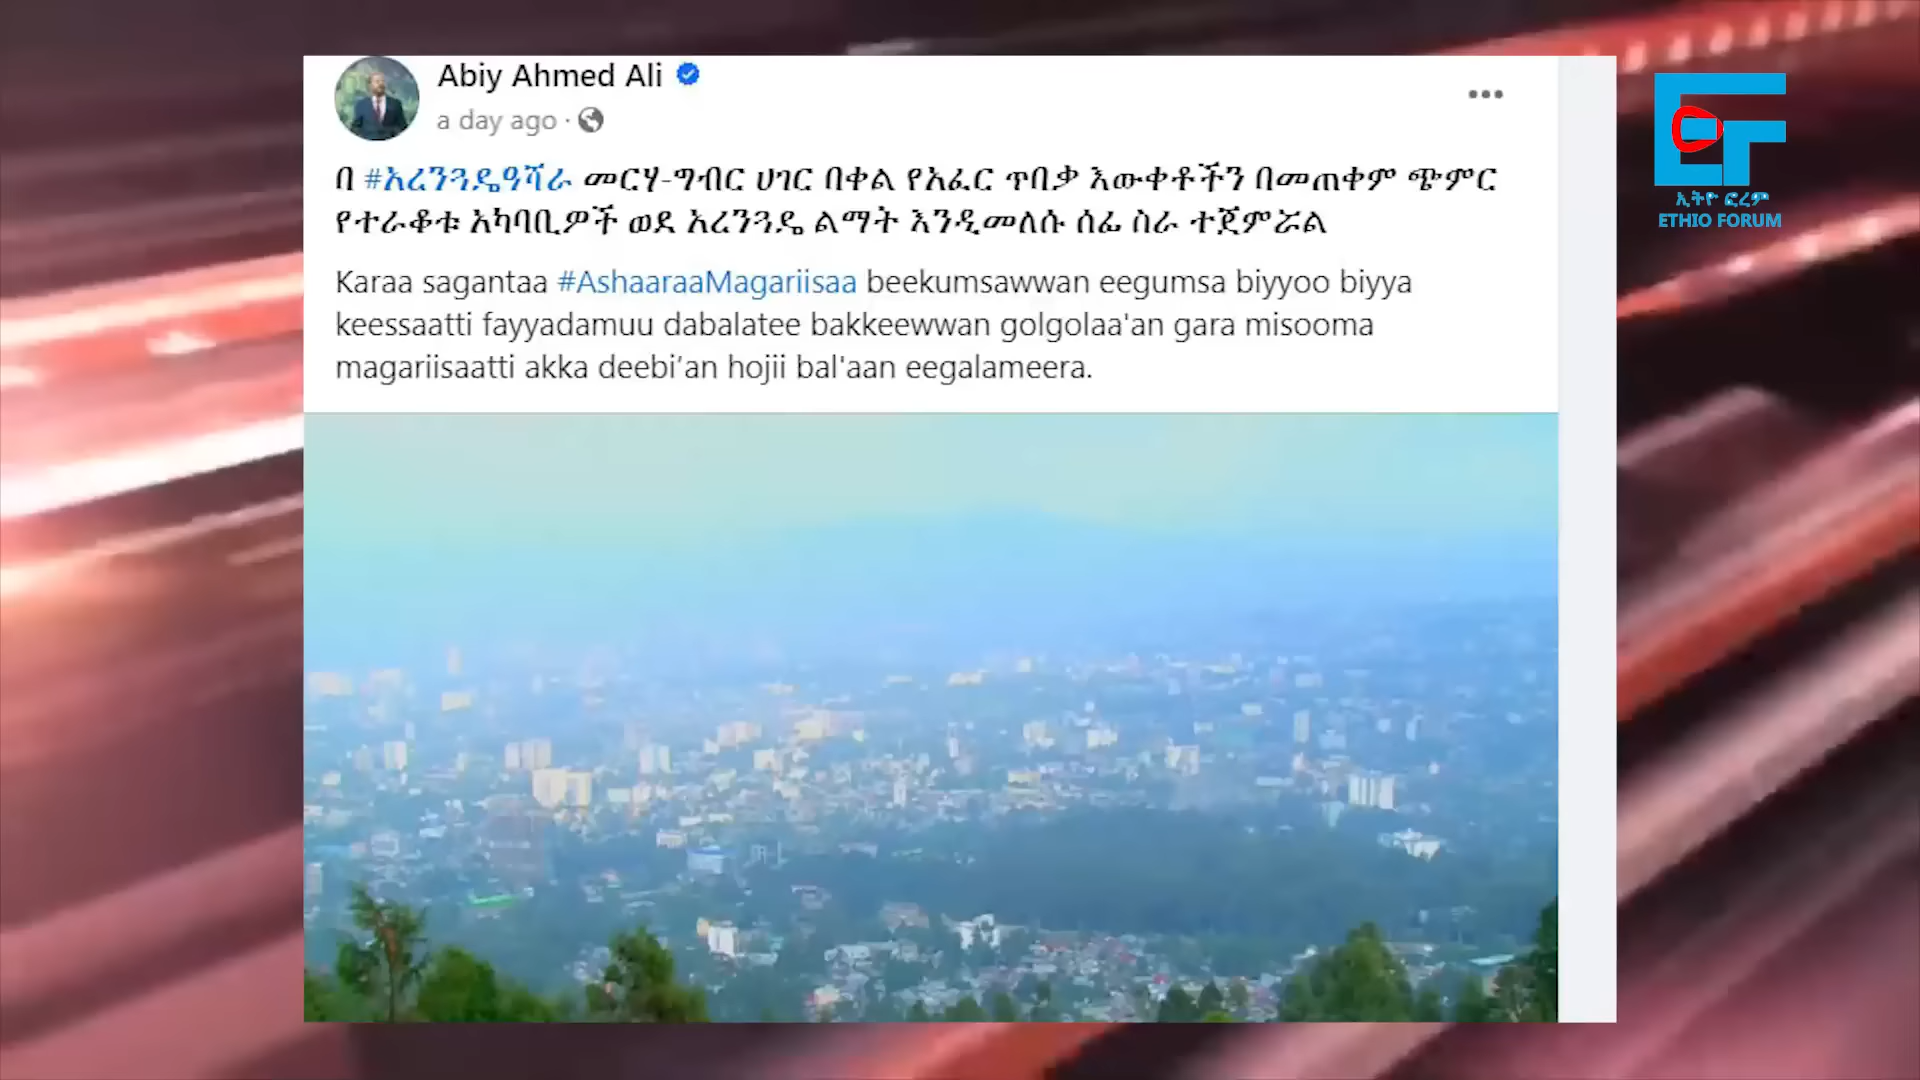 Abiy Ahmed Ali
a day ago ·
በ #አረንጓዴዓሻራ መርሃ-ግብር ሀገር በቀል የአፈር ጥበቃ እውቀቶችን በመጠቀም ጭምር
የተራቆቱ አካባቢዎች ወደ አረንጓዴ ልማት እንዲመለሱ ሰፊ ስራ ተጀምሯል
Karaa sagantaa #AshaaraaMagariisaa beekumsawwan eegumsa biyyoo biyya
keessaatti fayyadamuu dabalatee bakkeewwan golgolaa'an gara misooma
magariisaatti akka deebi’an hojii bal'aan eegalameera.
EF
ኢትዮ ፎረም
ETHIO FORUM